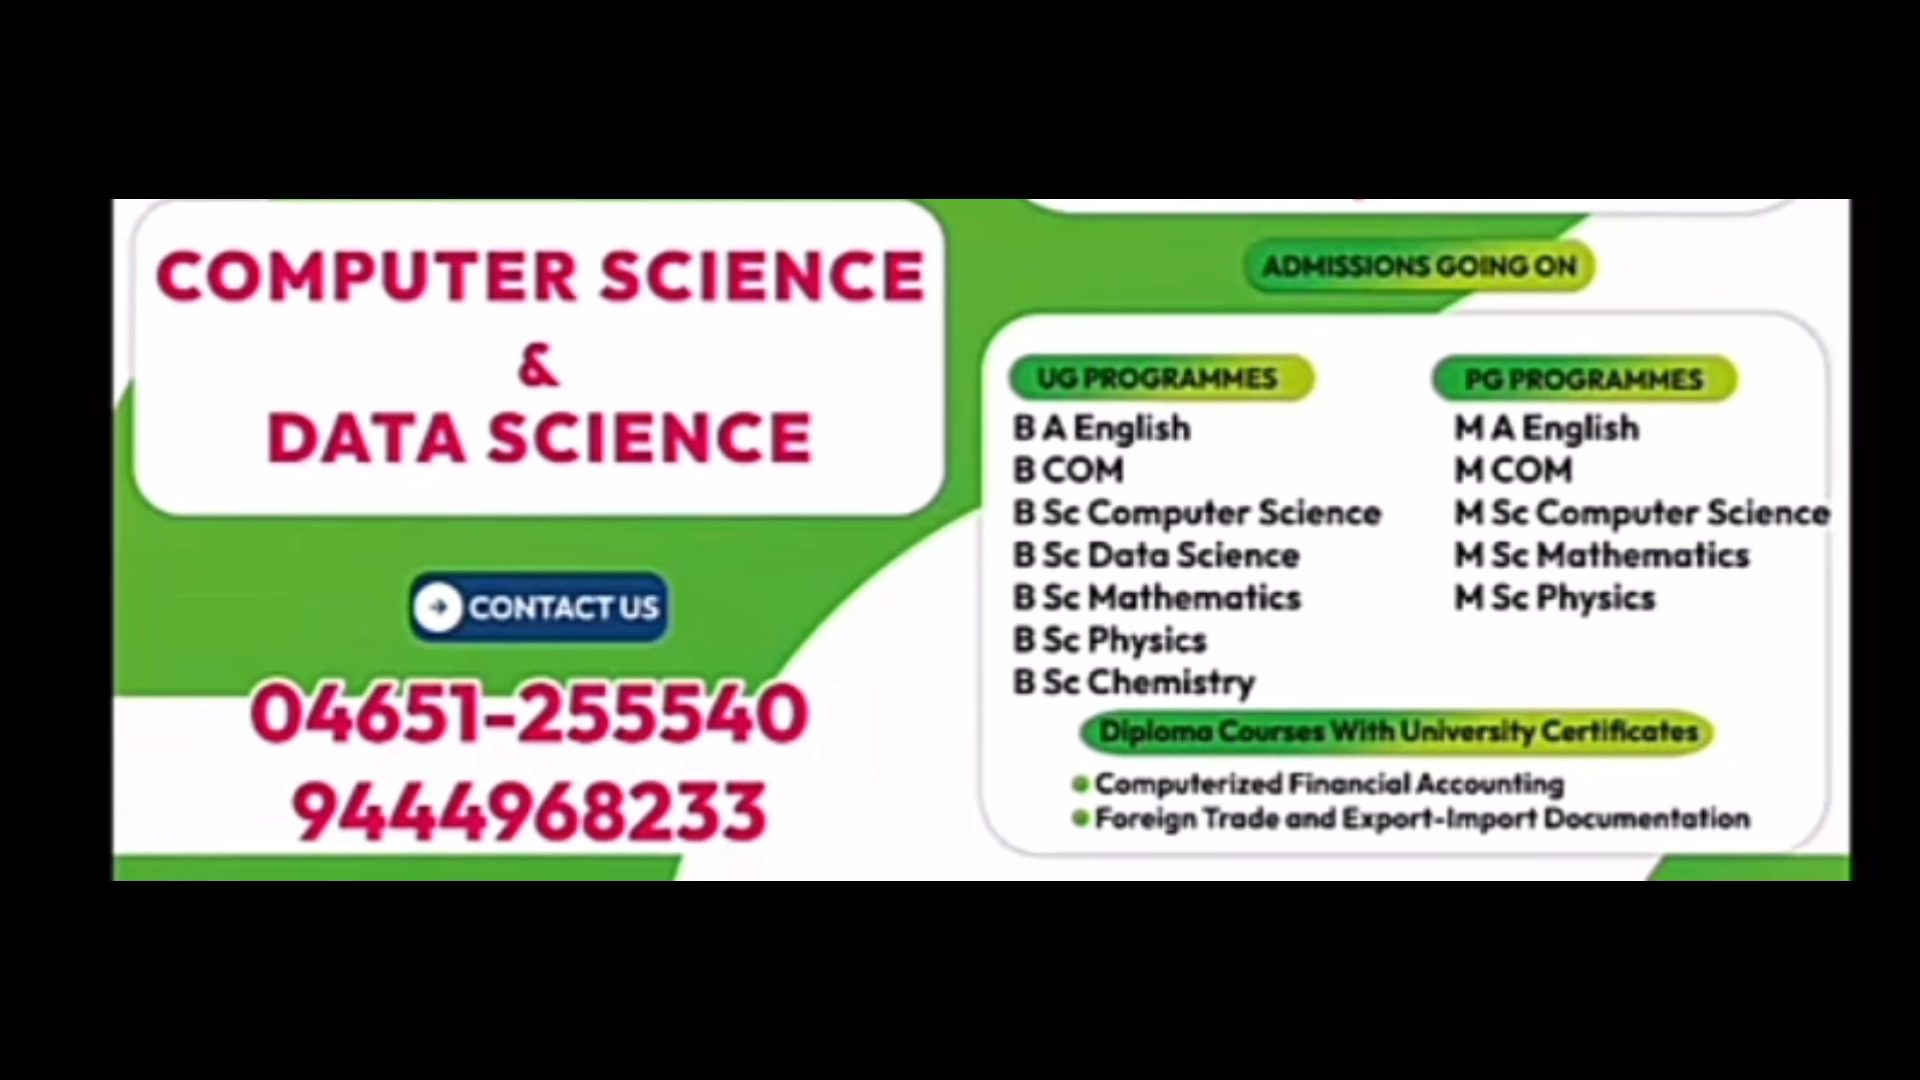 COMPUTER SCIENCE
&
DATA SCIENCE
CONTACT US
04651-255540
9444968233
ADMISSIONS GOING ON
UG PROGRAMMES
B A English
B COM
B Sc Computer Science
B Sc Data Science
B Sc Mathematics
B Sc Physics
B Sc Chemistry
PG PROGRAMMES
M A English
M COM
M Sc Computer Science
M Sc Mathematics
M Sc Physics
Diploma Courses With University Certificates
Computerized Financial Accounting
Foreign Trade and Export-Import Documentation